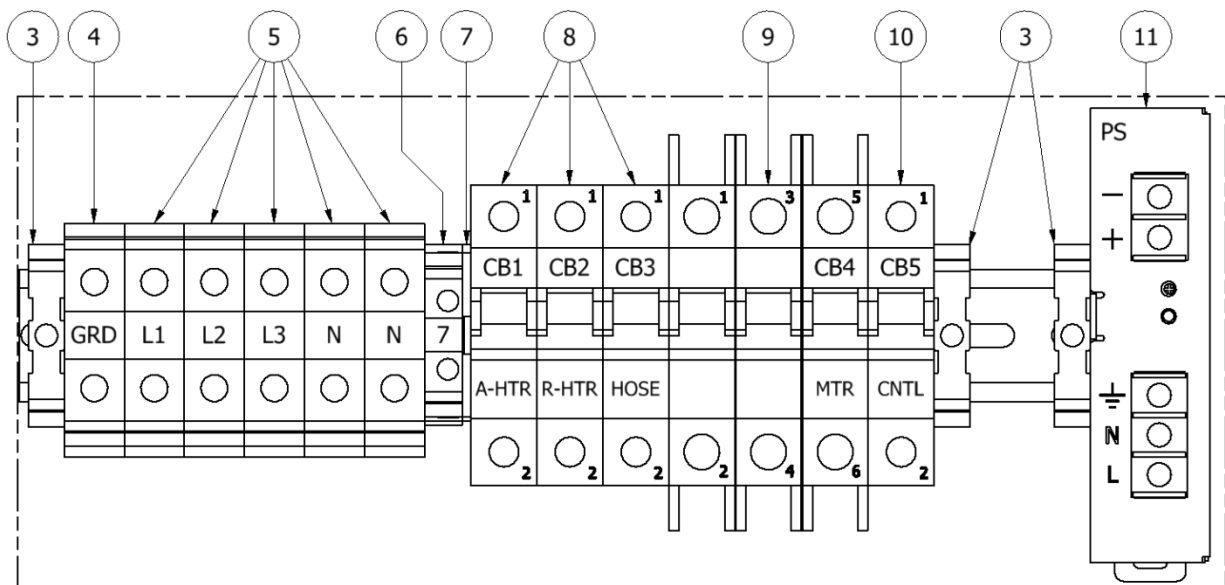 3 4 5 6 7 8 9 10 3 11
PS
1 1 1 1 3 5 1
−
+
CB1 CB2 CB3 CB4 CB5
GRD L1 L2 L3 N N 7
A-HTR R-HTR HOSE MTR CNTL
N
L
2 2 2 2 4 6 2